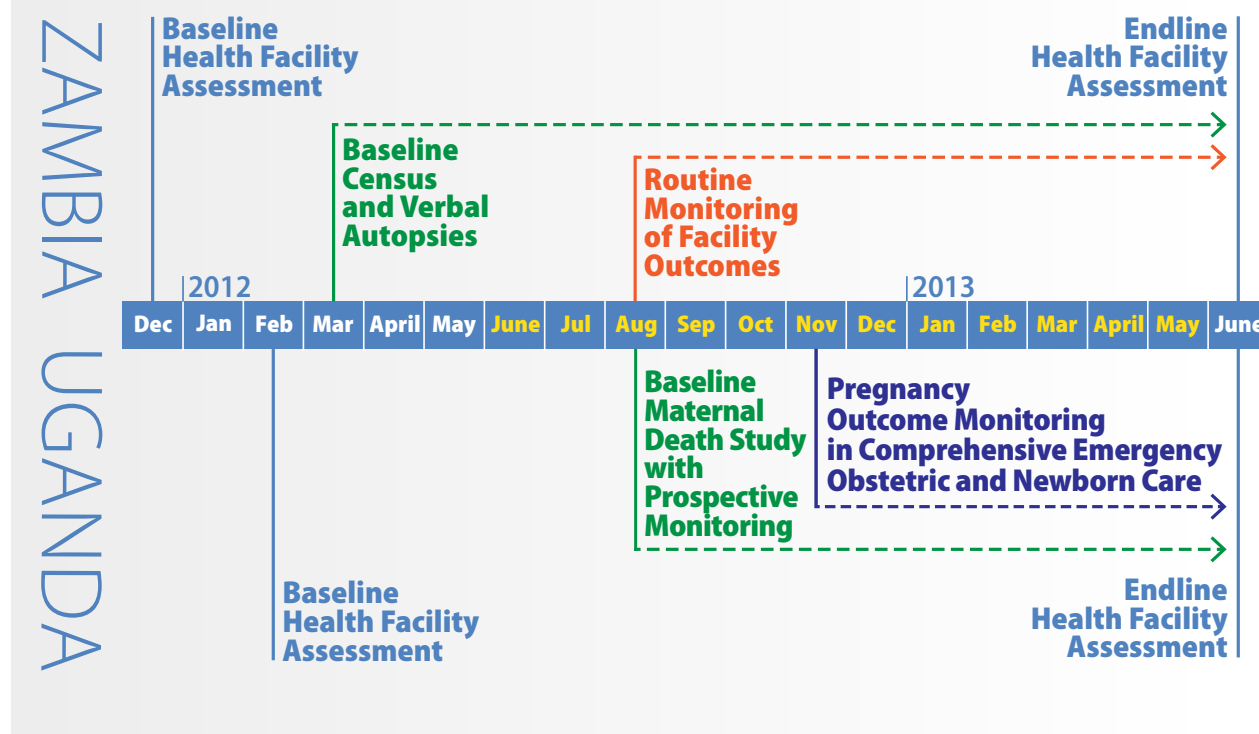 ZAMBIA
Baseline
Health Facility
Assessment
Endline
Health Facility
Assessment
Baseline
Census
and Verbal
Autopsies
Routine
Monitoring
of Facility
Outcomes
2012
2013
Dec Jan Feb Mar April May June Jul Aug Sep Oct Nov Dec Jan Feb Mar April May June
UGANDA
Baseline
Maternal
Death Study
with
Prospective
Monitoring
Pregnancy
Outcome Monitoring
in Comprehensive Emergency
Obstetric and Newborn Care
Baseline
Health Facility
Assessment
Endline
Health Facility
Assessment